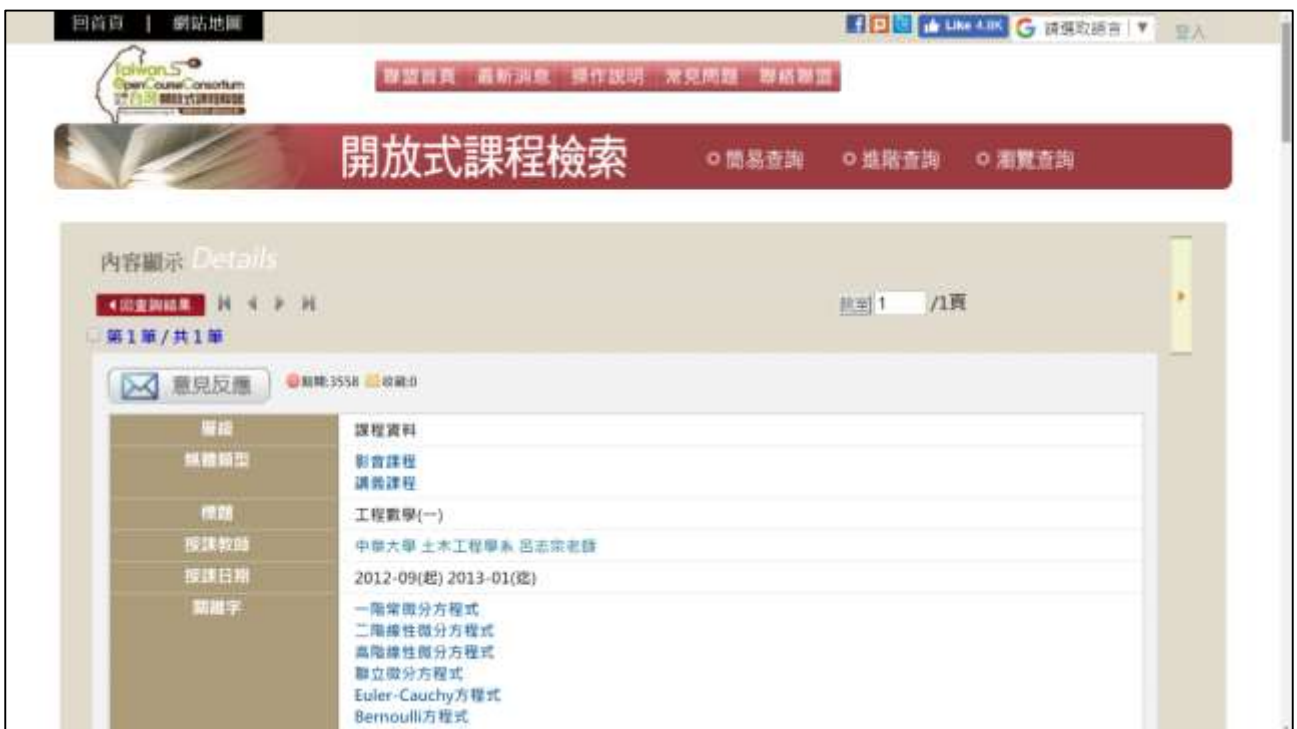 回首頁 | 網站地圖
Like 4.8K G 請選取語言 | ▼ 登入
Taiwan
OpenCourseConsortium
聯盟首頁 最新消息 操作說明 常見問題 聯絡聯盟
開放式課程檢索 簡易查詢 進階查詢 瀏覽查詢
內容顯示 Details
回查詢結果 跳至 1 /1頁
第 1 筆 / 共 1 筆
意見反應 點閱:3558 收藏:0
層級 課程資料
媒體類型 影音課程
講義課程
標題 工程數學(一)
授課教師 中華大學 土木工程學系 呂志宗老師
授課日期 2012-09(起) 2013-01(迄)
關鍵字 一階常微分方程式
二階線性微分方程式
高階線性微分方程式
聯立微分方程式
Euler-Cauchy方程式
Bernoulli方程式